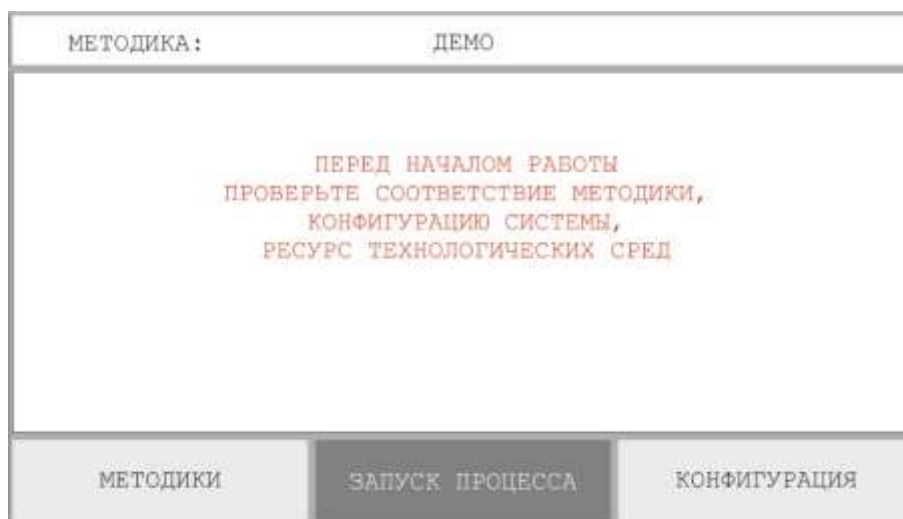 МЕТОДИКА: ДЕМО
ПЕРЕД НАЧАЛОМ РАБОТЫ
ПРОВЕРЬТЕ СООТВЕТСТВИЕ МЕТОДИКИ,
КОНФИГУРАЦИЮ СИСТЕМЫ,
РЕСУРС ТЕХНОЛОГИЧЕСКИХ СРЕД
МЕТОДИКИ ЗАПУСК ПРОЦЕССА КОНФИГУРАЦИЯ